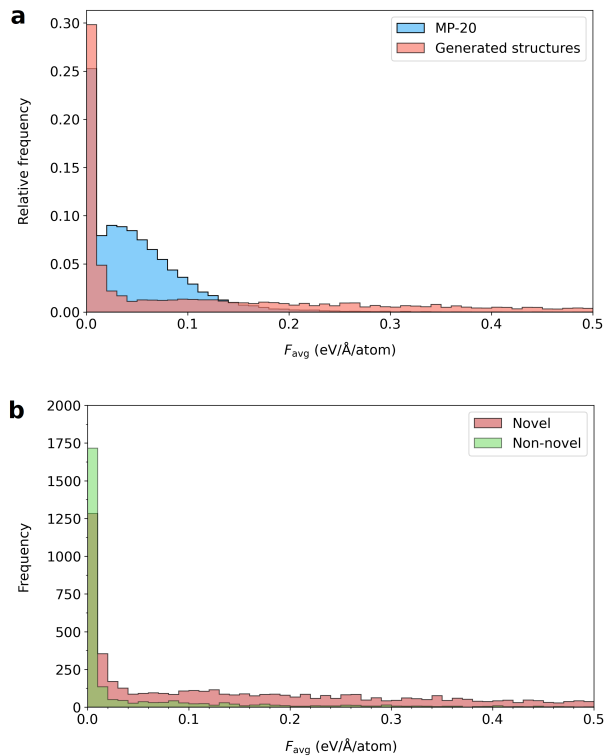 a
0.30
0.25
0.20
0.15
0.10
0.05
0.00
Relative frequency
MP-20
Generated structures
0.0 0.1 0.2 0.3 0.4 0.5
F_avg (eV/Å/atom)
b
2000
1750
1500
1250
1000
750
500
250
0
Frequency
Novel
Non-novel
0.0 0.1 0.2 0.3 0.4 0.5
F_avg (eV/Å/atom)